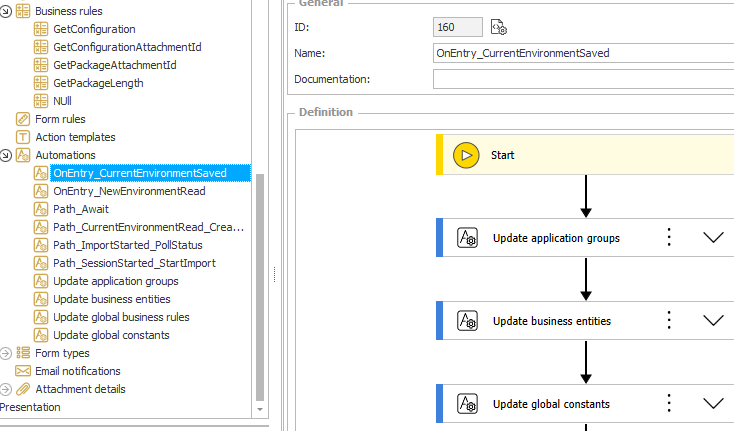 Business rules
GetConfiguration
GetConfigurationAttachmentId
GetPackageAttachmentId
GetPackageLength
NUll
Form rules
Action templates
Automations
OnEntry_CurrentEnvironmentSaved
OnEntry_NewEnvironmentRead
Path_Await
Path_CurrentEnvironmentRead_Crea...
Path_ImportStarted_PollStatus
Path_SessionStarted_StartImport
Update application groups
Update business entities
Update global business rules
Update global constants
Form types
Email notifications
Attachment details
Presentation
General
ID: 160
Name: OnEntry_CurrentEnvironmentSaved
Documentation:
Definition
Start
Update application groups
Update business entities
Update global constants